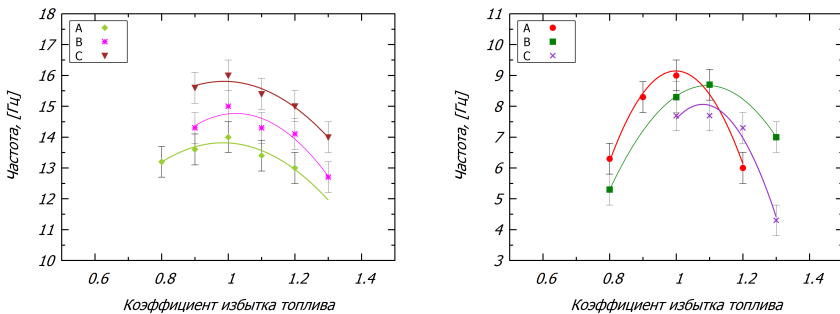 18
17
16
15
14
13
12
11
10
A
B
C
Частота, [Гц]
0.6 0.8 1 1.2 1.4
Коэффициент избытка топлива
11
10
9
8
7
6
5
4
3
A
B
C
Частота, [Гц]
0.6 0.8 1 1.2 1.4
Коэффициент избытка топлива